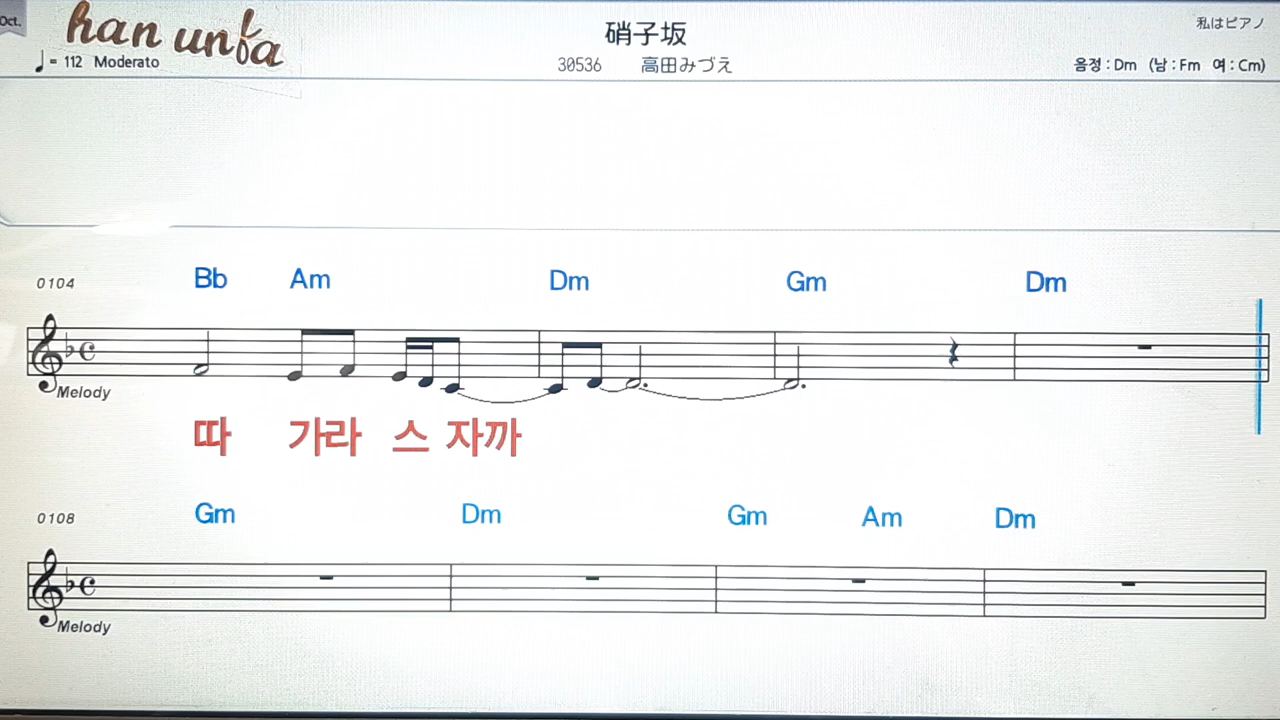 Oct.
han unfa
硝子坂
私はピアノ
♩= 112 Moderato
30536 高田みづえ
음정 : Dm (남 : Fm 여 : Cm)
0104 Bb Am Dm Gm Dm
Melody
따 가라 스 자까
0108 Gm Dm Gm Am Dm
Melody